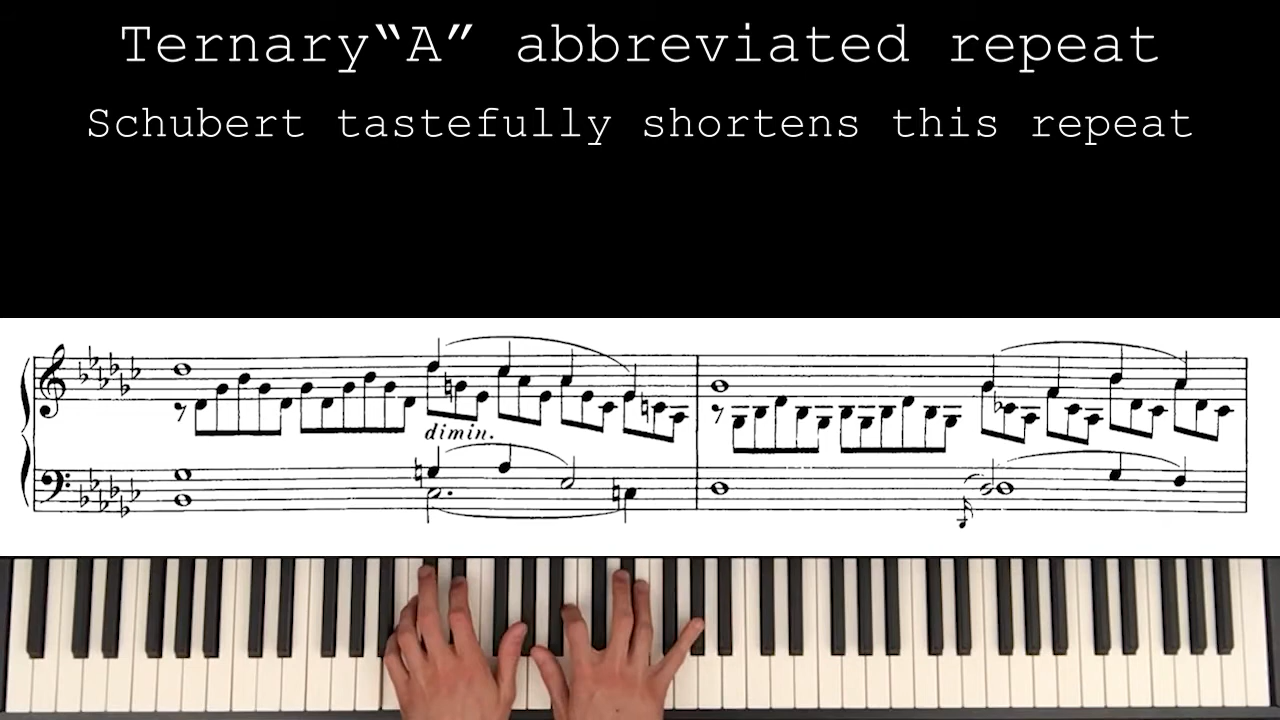 Ternary“A” abbreviated repeat
Schubert tastefully shortens this repeat
dimin.